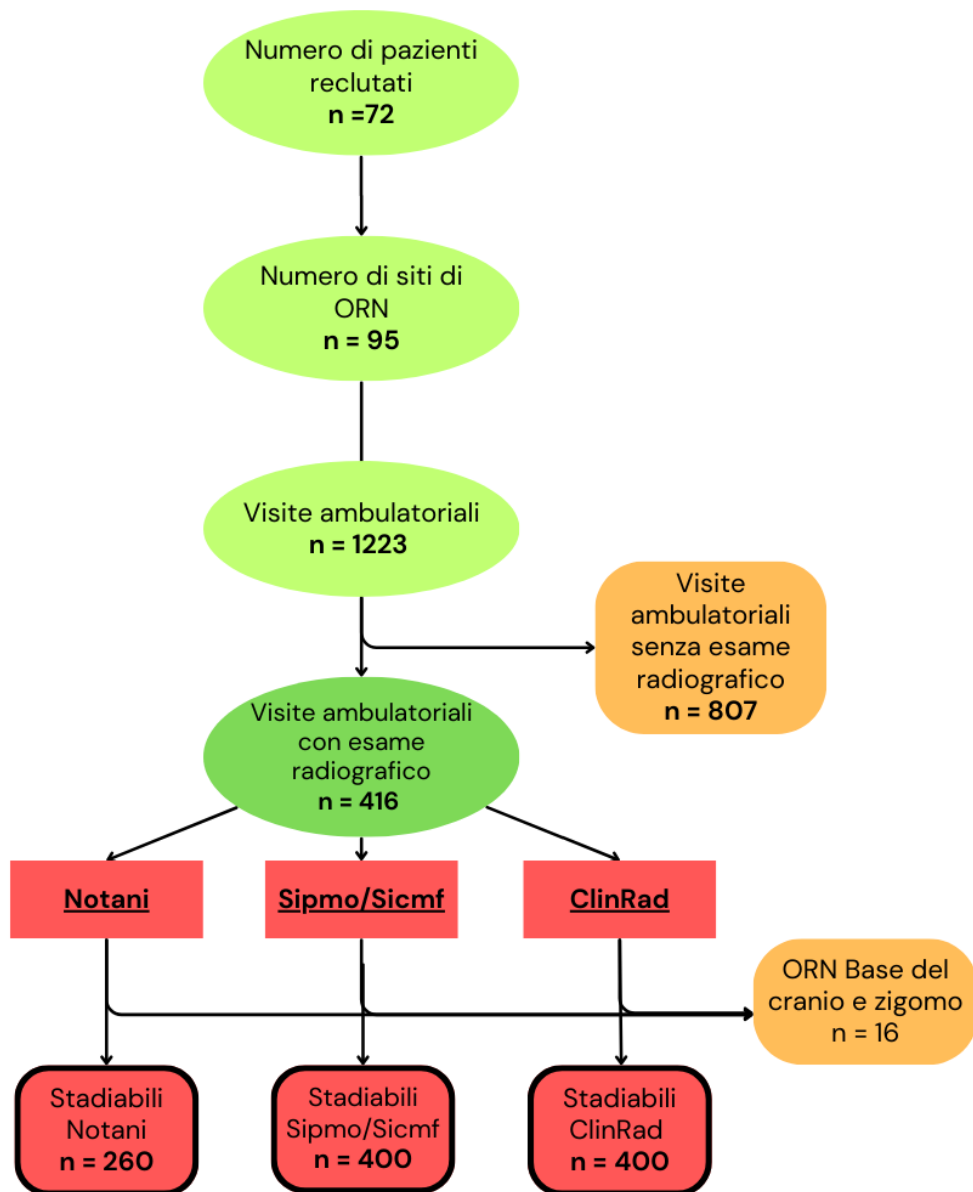 Numero di pazienti
reclutati
n =72
Numero di siti di
ORN
n = 95
Visite ambulatoriali
n = 1223
Visite
ambulatoriali
senza esame
radiografico
n = 807
Visite ambulatoriali
con esame
radiografico
n = 416
Notani
Sipmo/Sicmf
ClinRad
ORN Base del
cranio e zigomo
n = 16
Stadiabili
Notani
n = 260
Stadiabili
Sipmo/Sicmf
n = 400
Stadiabili
ClinRad
n = 400